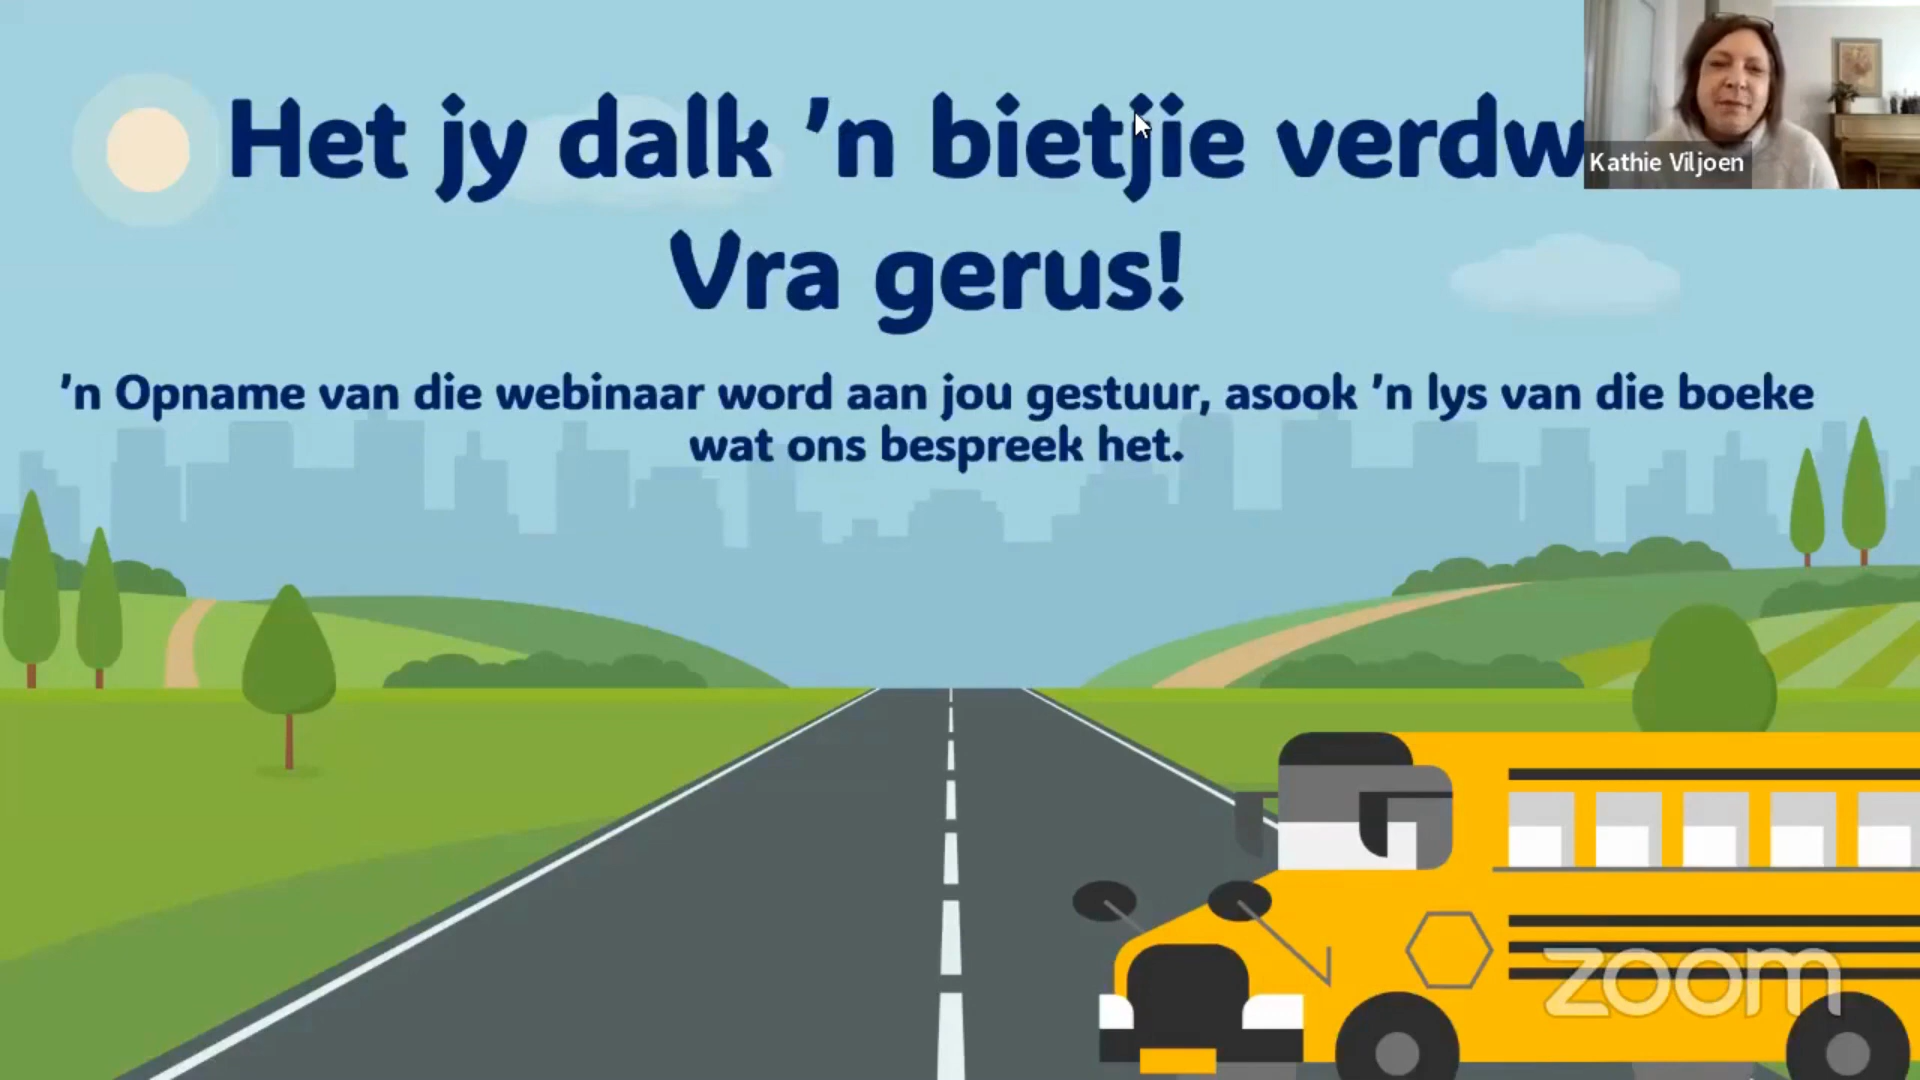 Het jy dalk ’n bietjie
Kathie Viljoen
Vra gerus!
’n Opname van die webinaar word aan jou gestuur, asook ’n lys van die boeke
wat ons bespreek het.
zoom